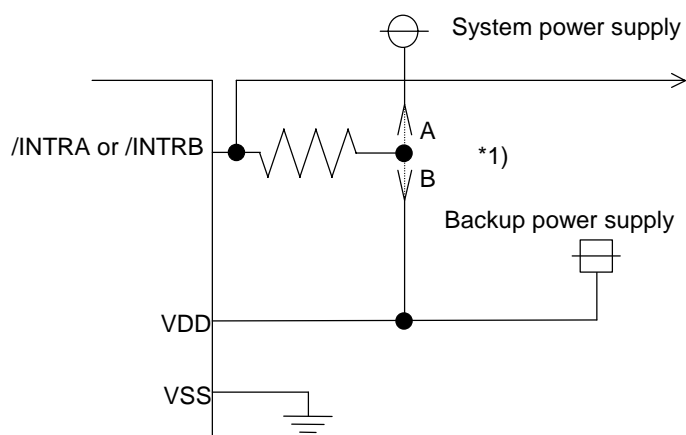 System power supply
A
/INTRA or /INTRB
*1)
B
Backup power supply
VDD
VSS